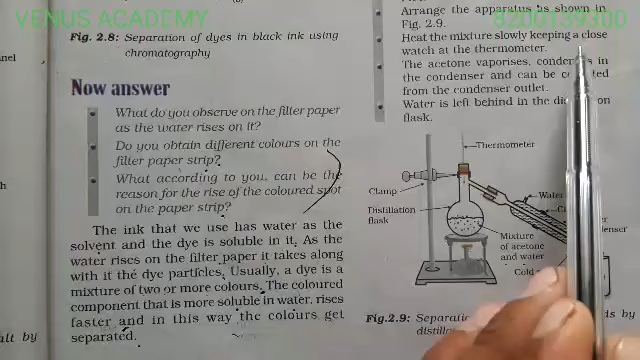 VENUS ACADEMY
8200139300
nel
h
alt by
Fig. 2.8: Separation of dyes in black ink using
chromatography
Now answer
What do you observe on the filter paper
as the water rises on it?
Do you obtain different colours on the
filter paper strip?
What according to you, can be the
reason for the rise of the coloured spot
on the paper strip?
The ink that we use has water as the
solvent and the dye is soluble in it. As the
water rises on the filter paper it takes along
with it the dye particles. Usually, a dye is a
mixture of two or more colours. The coloured
component that is more soluble in water, rises
faster and in this way the colours get
separated.
Arrange the apparatus as shown in
Fig. 2.9.
Heat the mixture slowly keeping a close
watch at the thermometer.
The acetone vaporises, in
the condenser and can be
from the condenser outlet.
Water is left behind in the on
flask.
Thermometer
Clamp
Water
Distillation
flask
denser
Mixture
of acetone
and water
Cold
Fig.2.9: ds by